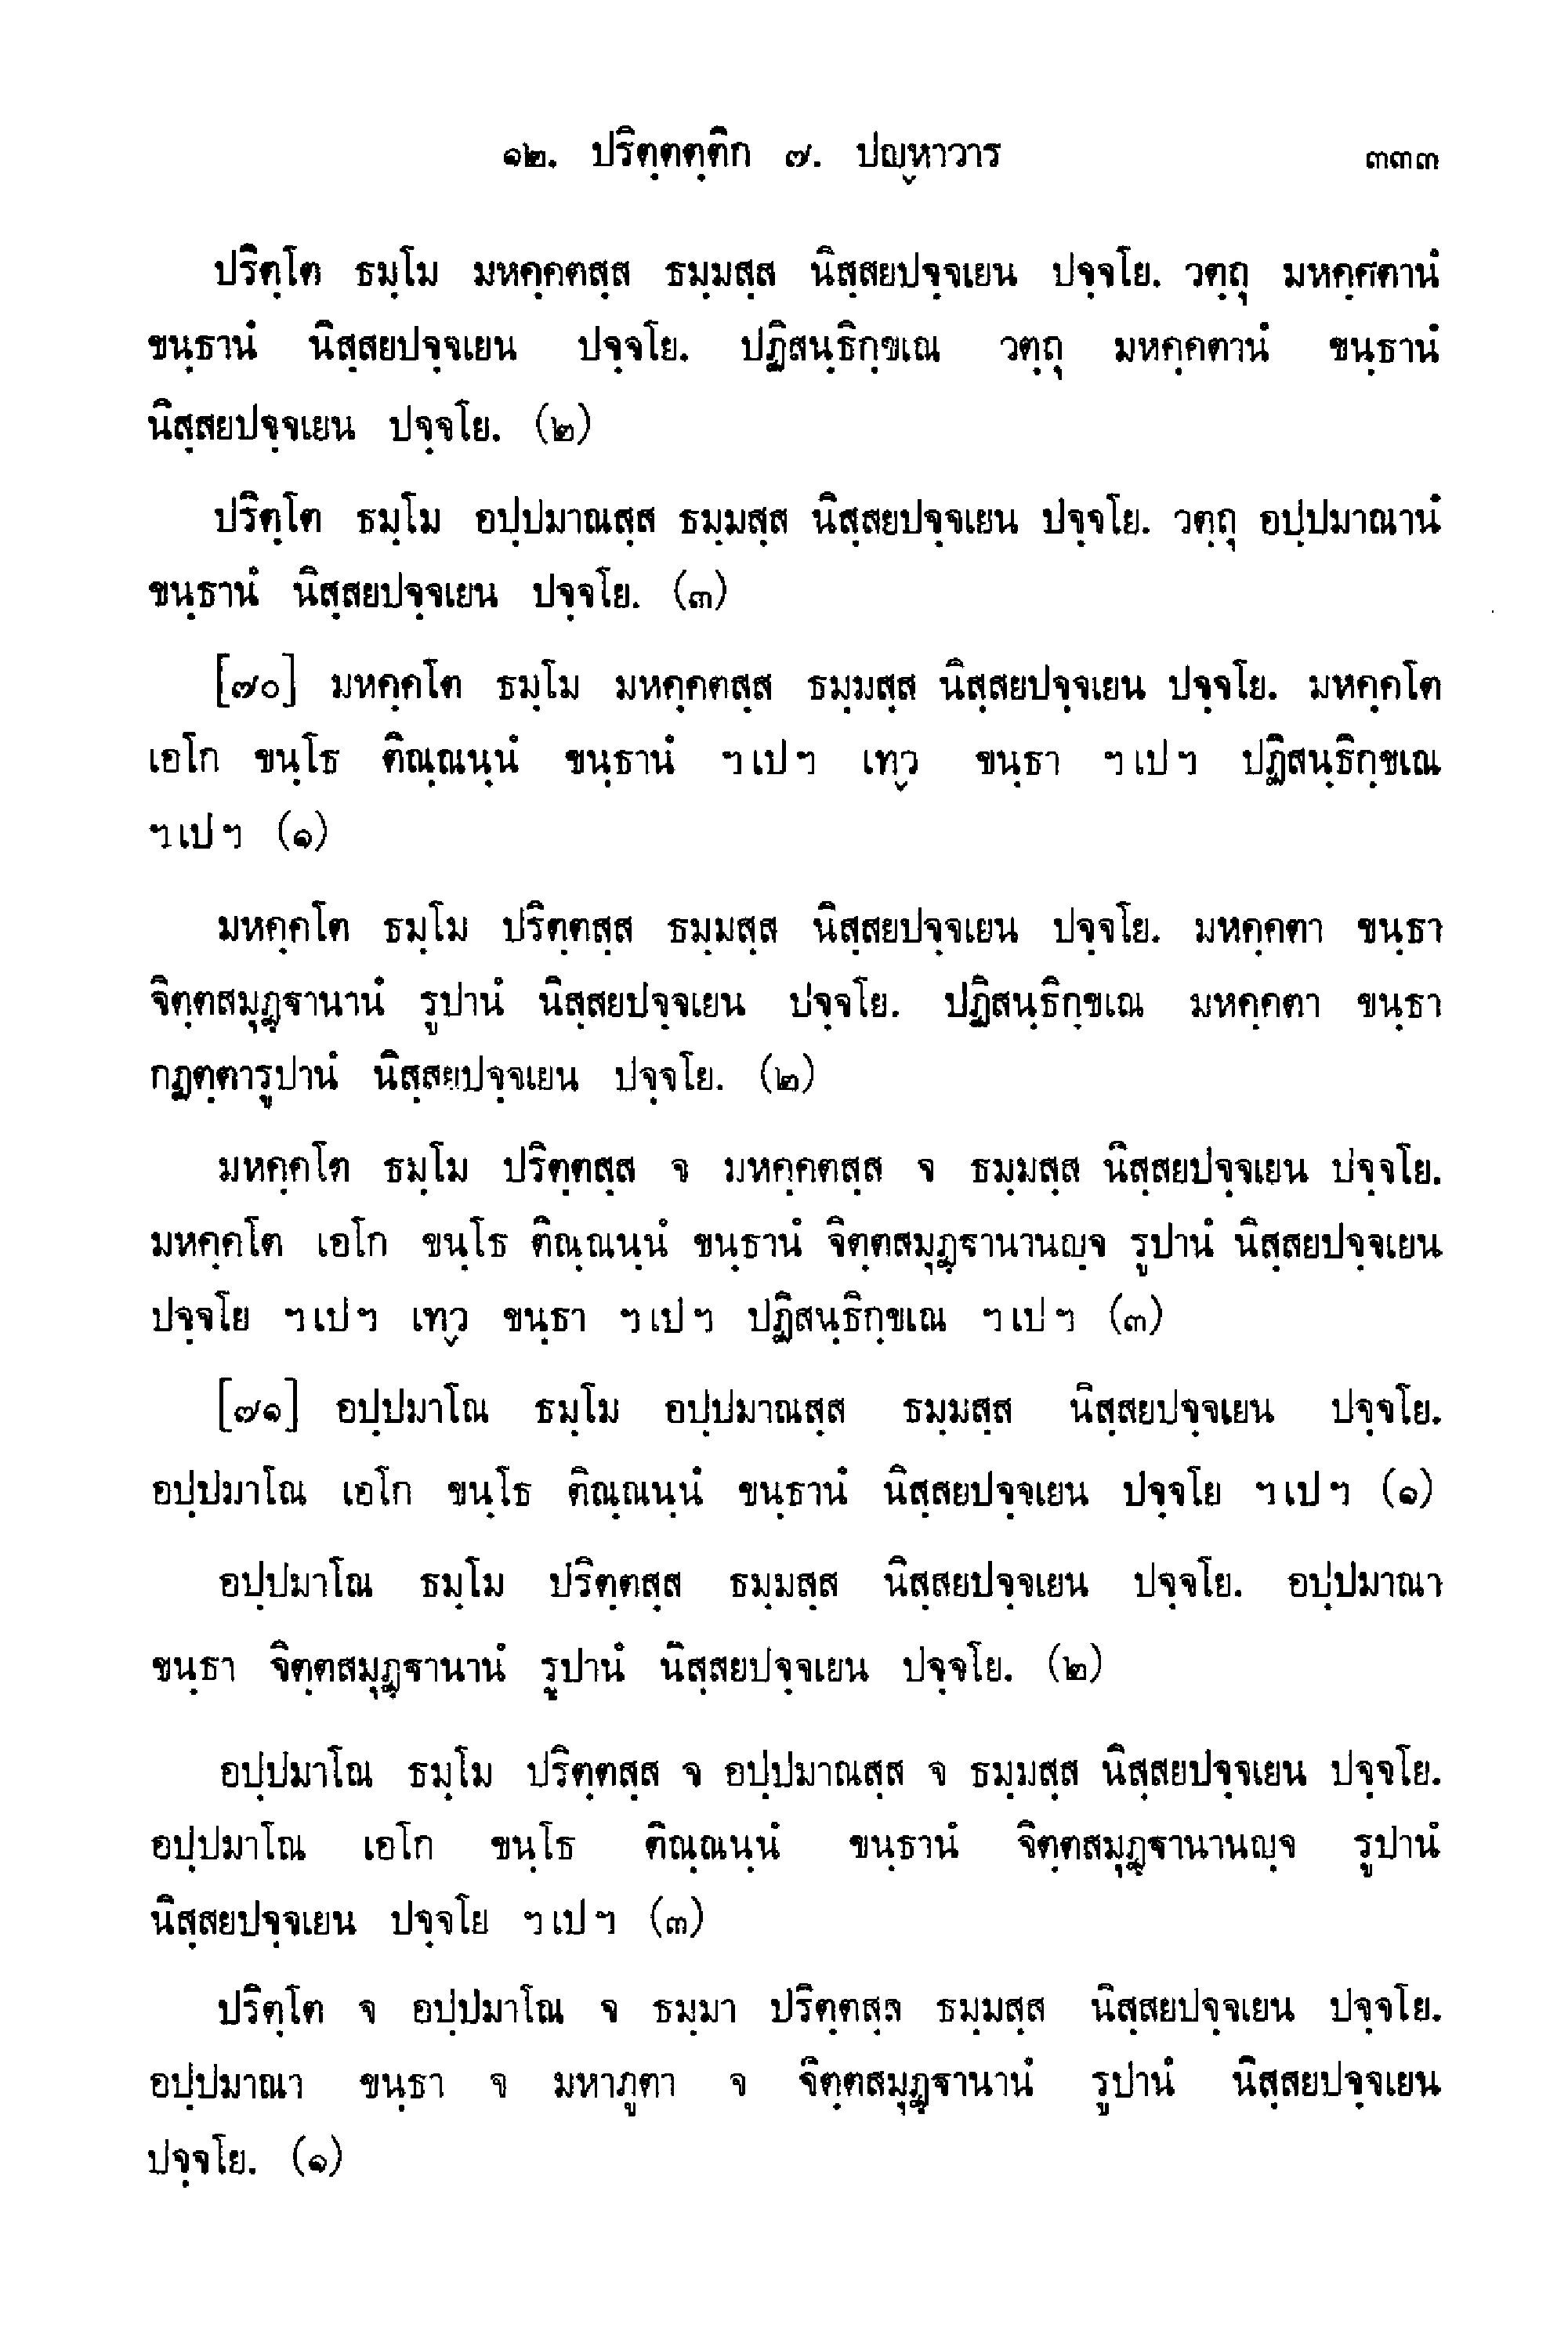 ๑๒. ปริตฺตตฺติก ๗. ปญฺหาวาร ๓๓๓
ปริตฺโต ธมฺโม มหคฺคตสฺส ธมฺมสฺส นิสฺสยปจฺจเยน ปจฺจโย. วตฺถุ มหคฺคตานํ
ขนฺธานํ นิสฺสยปจฺจเยน ปจฺจโย. ปฏิสนฺธิกฺขเณ วตฺถุ มหคฺคตานํ ขนฺธานํ
นิสฺสยปจฺจเยน ปจฺจโย. (๒)
ปริตฺโต ธมฺโม อปฺปมาณสฺส ธมฺมสฺส นิสฺสยปจฺจเยน ปจฺจโย. วตฺถุ อปฺปมาณานํ
ขนฺธานํ นิสฺสยปจฺจเยน ปจฺจโย. (๓)
[๗๐] มหคฺคโต ธมฺโม มหคฺคตสฺส ธมฺมสฺส นิสฺสยปจฺจเยน ปจฺจโย. มหคฺคโต
เอโก ขนฺโธ ติณฺณนฺนํ ขนฺธานํ ฯเปฯ เทฺว ขนฺธา ฯเปฯ ปฏิสนฺธิกฺขเณ
ฯเปฯ (๑)
มหคฺคโต ธมฺโม ปริตฺตสฺส ธมฺมสฺส นิสฺสยปจฺจเยน ปจฺจโย. มหคฺคตา ขนฺธา
จิตฺตสมุฏฺฐานานํ รูปานํ นิสฺสยปจฺจเยน ปจฺจโย. ปฏิสนฺธิกฺขเณ มหคฺคตา ขนฺธา
กฏตฺตารูปานํ นิสฺสยปจฺจเยน ปจฺจโย. (๒)
มหคฺคโต ธมฺโม ปริตฺตสฺส จ มหคฺคตสฺส จ ธมฺมสฺส นิสฺสยปจฺจเยน ปจฺจโย.
มหคฺคโต เอโก ขนฺโธ ติณฺณนฺนํ ขนฺธานํ จิตฺตสมุฏฺฐานานญฺจ รูปานํ นิสฺสยปจฺจเยน
ปจฺจโย ฯเปฯ เทฺว ขนฺธา ฯเปฯ ปฏิสนฺธิกฺขเณ ฯเปฯ (๓)
[๗๑] อปฺปมาโณ ธมฺโม อปฺปมาณสฺส ธมฺมสฺส นิสฺสยปจฺจเยน ปจฺจโย.
อปฺปมาโณ เอโก ขนฺโธ ติณฺณนฺนํ ขนฺธานํ นิสฺสยปจฺจเยน ปจฺจโย ฯเปฯ (๑)
อปฺปมาโณ ธมฺโม ปริตฺตสฺส ธมฺมสฺส นิสฺสยปจฺจเยน ปจฺจโย. อปฺปมาณา
ขนฺธา จิตฺตสมุฏฺฐานานํ รูปานํ นิสฺสยปจฺจเยน ปจฺจโย. (๒)
อปฺปมาโณ ธมฺโม ปริตฺตสฺส จ อปฺปมาณสฺส จ ธมฺมสฺส นิสฺสยปจฺจเยน ปจฺจโย.
อปฺปมาโณ เอโก ขนฺโธ ติณฺณนฺนํ ขนฺธานํ จิตฺตสมุฏฺฐานานญฺจ รูปานํ
นิสฺสยปจฺจเยน ปจฺจโย ฯเปฯ (๓)
ปริตฺโต จ อปฺปมาโณ จ ธมฺมา ปริตฺตสฺส ธมฺมสฺส นิสฺสยปจฺจเยน ปจฺจโย.
อปฺปมาณา ขนฺธา จ มหาภูตา จ จิตฺตสมุฏฺฐานานํ รูปานํ นิสฺสยปจฺจเยน
ปจฺจโย. (๑)